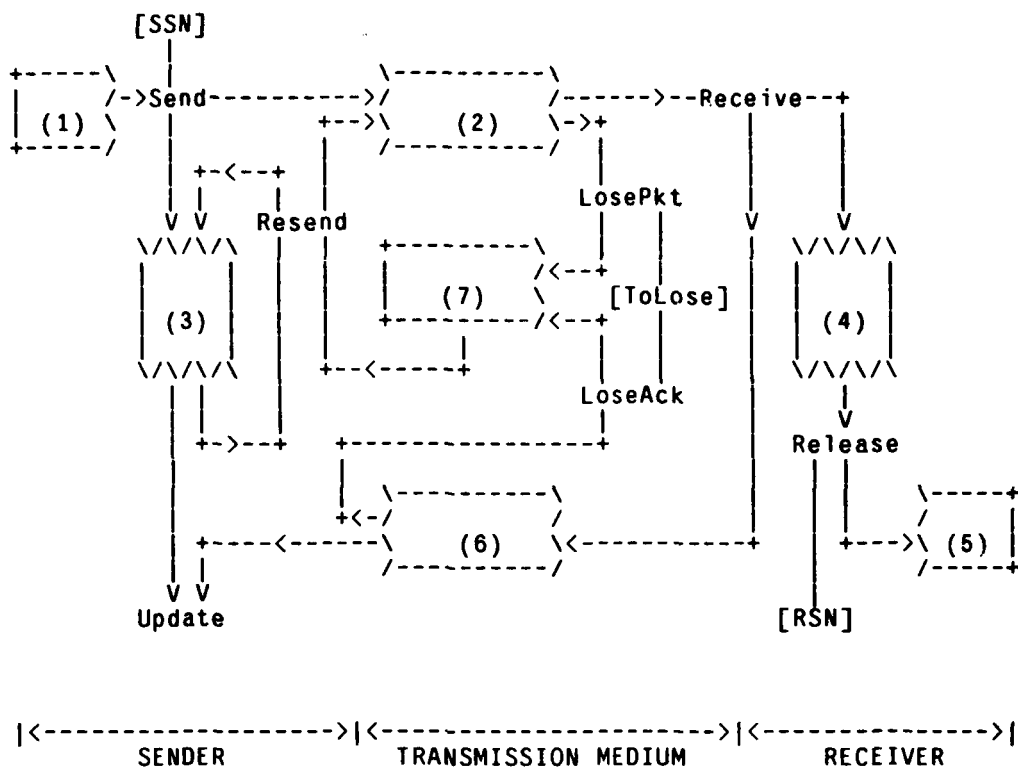 [SSN]
Send Receive
(1) (2)
LosePkt
Resend
(7) [ToLose]
(3) (4)
LoseAck
Release
(6) (5)
Update [RSN]
SENDER TRANSMISSION MEDIUM RECEIVER